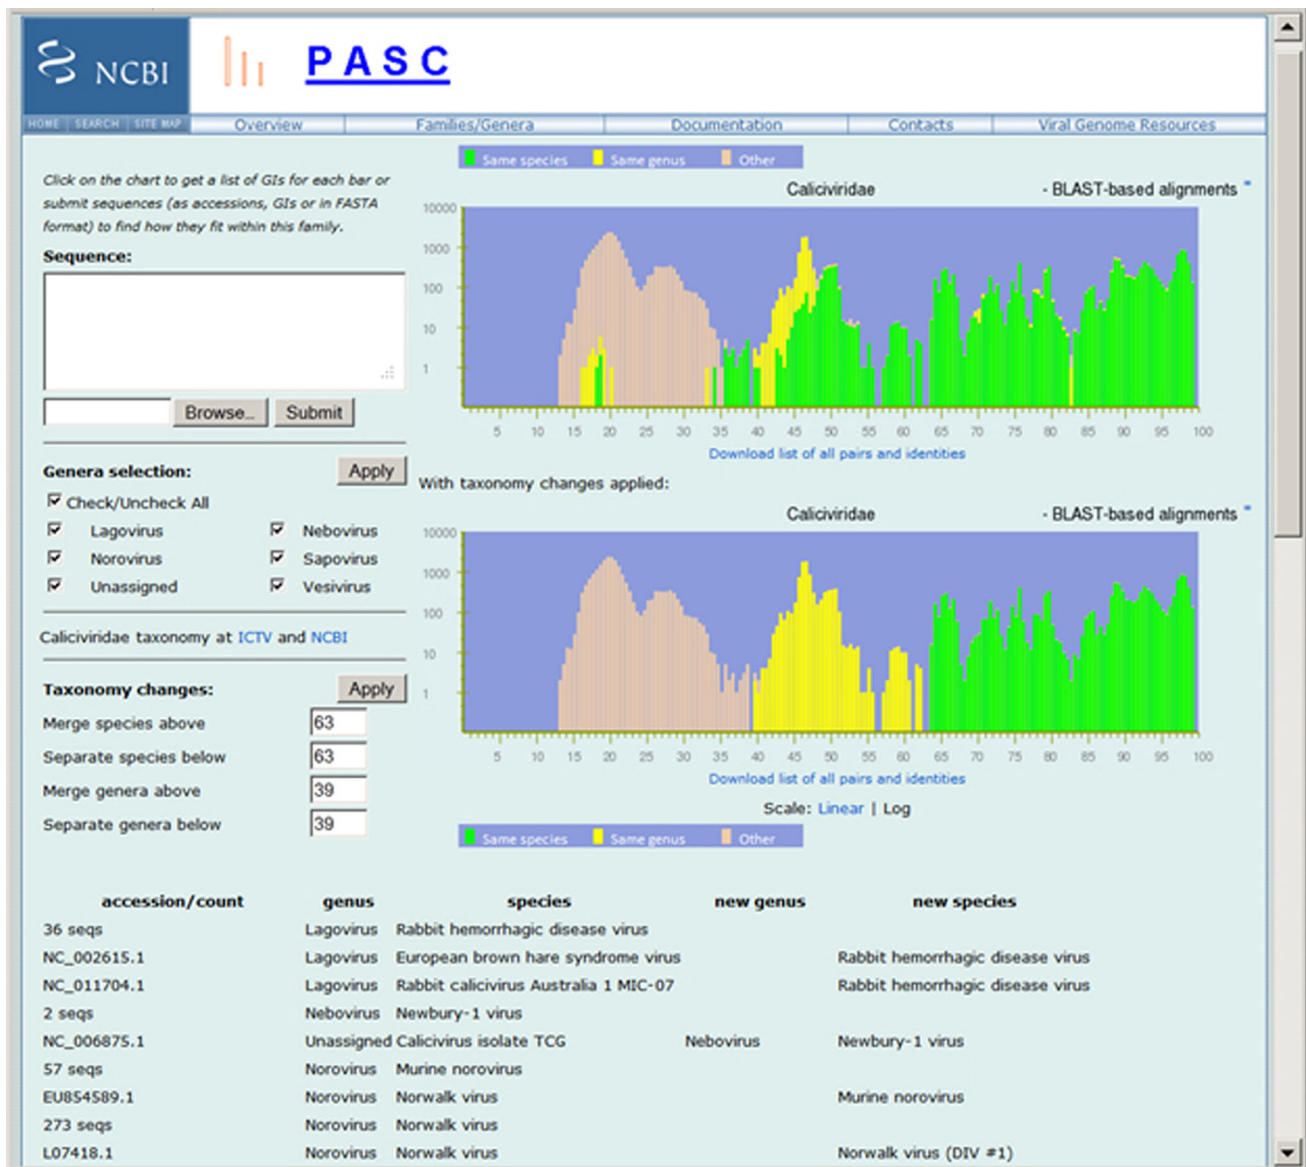 NCBI
PASC
HOME SEARCH SITE MAP Overview Families/Genera Documentation Contacts Viral Genome Resources
Click on the chart to get a list of GIs for each bar or
submit sequences (as accessions, GIs or in FASTA
format) to find how they fit within this family.
Sequence:
Browse... Submit
Genera selection: Apply
Check/Uncheck All
Lagovirus Nebovirus
Norovirus Sapovirus
Unassigned Vesivirus
Caliciviridae taxonomy at ICTV and NCBI
Taxonomy changes: Apply
Merge species above 63
Separate species below 63
Merge genera above 39
Separate genera below 39
Same species Same genus Other
Caliciviridae - BLAST-based alignments *
10000
1000
100
10
1
5 10 15 20 25 30 35 40 45 50 55 60 65 70 75 80 85 90 95 100
Download list of all pairs and identities
With taxonomy changes applied:
Caliciviridae - BLAST-based alignments *
10000
1000
100
10
1
5 10 15 20 25 30 35 40 45 50 55 60 65 70 75 80 85 90 95 100
Download list of all pairs and identities
Scale: Linear | Log
Same species Same genus Other
accession/count genus species new genus new species
36 seqs Lagovirus Rabbit hemorrhagic disease virus
NC_002615.1 Lagovirus European brown hare syndrome virus Rabbit hemorrhagic disease virus
NC_011704.1 Lagovirus Rabbit calicivirus Australia 1 MIC-07 Rabbit hemorrhagic disease virus
2 seqs Nebovirus Newbury-1 virus
NC_006875.1 Unassigned Calicivirus isolate TCG Nebovirus Newbury-1 virus
57 seqs Norovirus Murine norovirus
EU854589.1 Norovirus Norwalk virus Murine norovirus
273 seqs Norovirus Norwalk virus
L07418.1 Norovirus Norwalk virus Norwalk virus (DIV #1)